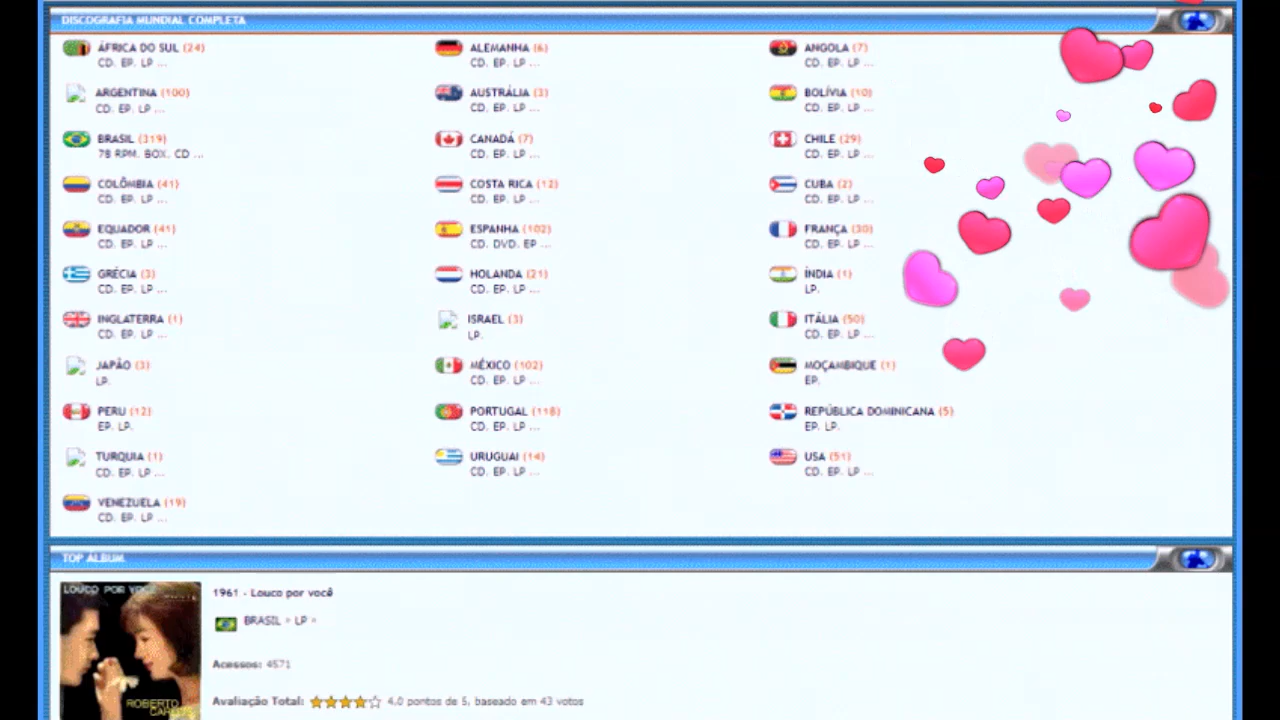 DISCOGRAFIA MUNDIAL COMPLETA
ÁFRICA DO SUL (24)
CD. EP. LP ...
ALEMANHA (6)
CD. EP. LP ...
ANGOLA (7)
CD. EP. LP ...
ARGENTINA (100)
CD. EP. LP ...
AUSTRÁLIA (3)
CD. EP. LP ...
BOLÍVIA (10)
CD. EP. LP ...
BRASIL (319)
78 RPM. BOX. CD ...
CANADÁ (7)
CD. EP. LP ...
CHILE (29)
CD. EP. LP ...
COLÔMBIA (41)
CD. EP. LP ...
COSTA RICA (12)
CD. EP. LP ...
CUBA (2)
CD. EP. LP ...
EQUADOR (41)
CD. EP. LP ...
ESPANHA (102)
CD. DVD. EP ...
FRANÇA (30)
CD. EP. LP ...
GRÉCIA (3)
CD. EP. LP ...
HOLANDA (21)
CD. EP. LP ...
ÍNDIA (1)
LP.
INGLATERRA (1)
CD. EP. LP ...
ISRAEL (3)
LP.
ITÁLIA (50)
CD. EP. LP ...
JAPÃO (3)
LP.
MÉXICO (102)
CD. EP. LP ...
MOÇAMBIQUE (1)
EP.
PERU (12)
EP. LP.
PORTUGAL (118)
CD. EP. LP ...
REPÚBLICA DOMINICANA (5)
EP. LP.
TURQUIA (1)
CD. EP. LP ...
URUGUAI (14)
CD. EP. LP ...
USA (51)
CD. EP. LP ...
VENEZUELA (19)
CD. EP. LP ...
TOP ÁLBUM
LOUCO POR VOCÊ
ROBERTO
CARLOS
1961 - Louco por você
BRASIL » LP »
Acessos: 4571
Avaliação Total: 4,0 pontos de 5, baseado em 43 votos